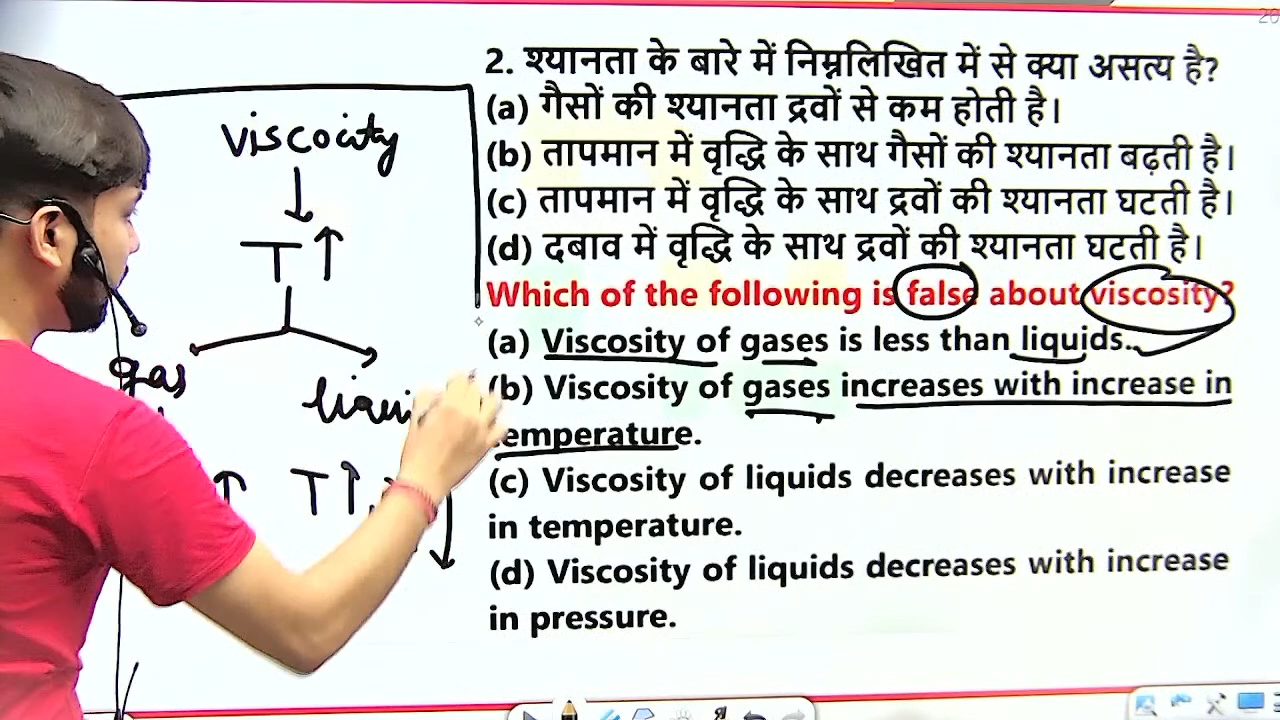 2. श्यानता के बारे में निम्नलिखित में से क्या असत्य है?
(a) गैसों की श्यानता द्रवों से कम होती है।
(b) तापमान में वृद्धि के साथ गैसों की श्यानता बढ़ती है।
(c) तापमान में वृद्धि के साथ द्रवों की श्यानता घटती है।
(d) दबाव में वृद्धि के साथ द्रवों की श्यानता घटती है।
Which of the following is false about viscosity?
(a) Viscosity of gases is less than liquids.
(b) Viscosity of gases increases with increase in
temperature.
(c) Viscosity of liquids decreases with increase
in temperature.
(d) Viscosity of liquids decreases with increase
in pressure.
viscocity
↓
T ↑
gas
↑ T↑ ↓